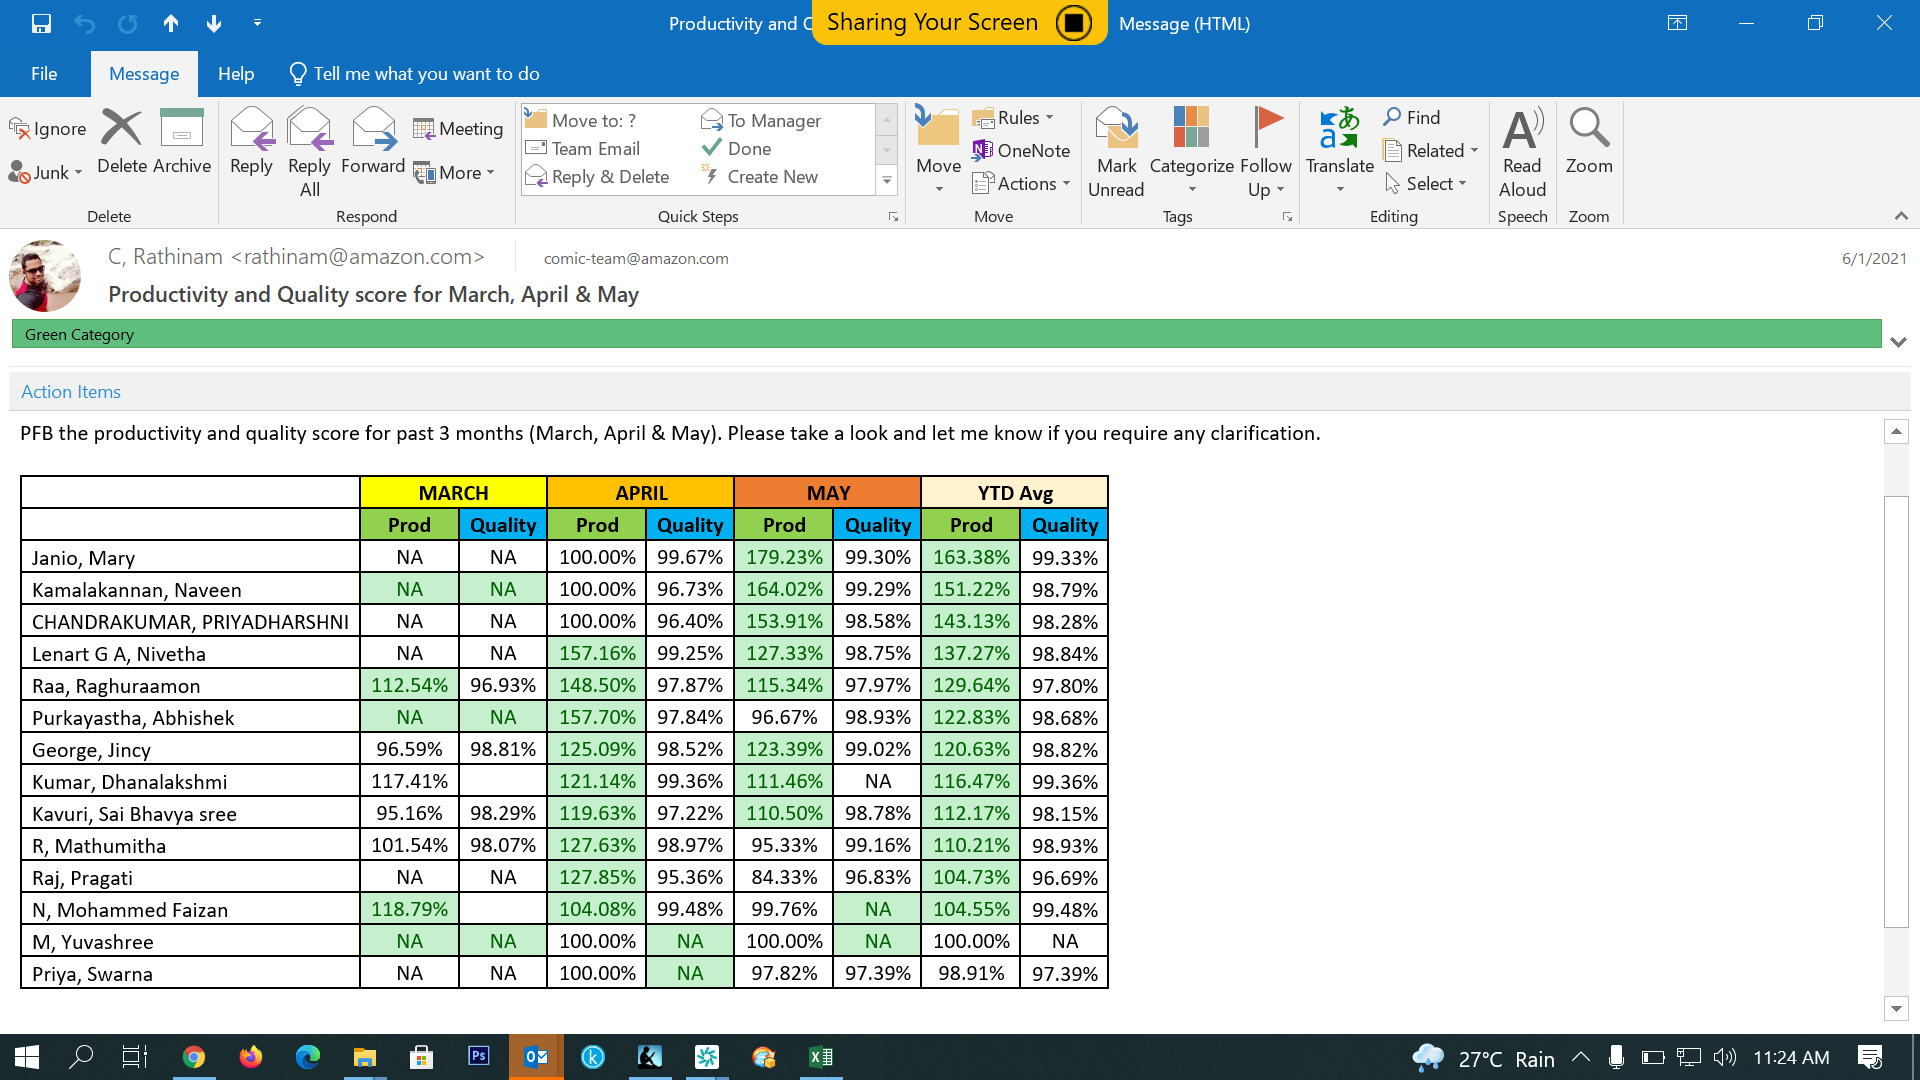 Productivity and C
Sharing Your Screen
Message (HTML)
File Message Help Tell me what you want to do
Ignore
Junk
Delete Archive
Delete
Reply
Reply All
Forward
Meeting
More
Respond
Move to: ? To Manager
Team Email Done
Reply & Delete Create New
Quick Steps
Move
Rules
OneNote
Actions
Move
Mark Unread
Categorize
Follow Up
Tags
Translate
Find
Related
Select
Editing
Read Aloud
Speech
Zoom
Zoom
C, Rathinam <rathinam@amazon.com> comic-team@amazon.com 6/1/2021
Productivity and Quality score for March, April & May
Green Category
Action Items
PFB the productivity and quality score for past 3 months (March, April & May). Please take a look and let me know if you require any clarification.
MARCH APRIL MAY YTD Avg
Prod Quality Prod Quality Prod Quality Prod Quality
Janio, Mary NA NA 100.00% 99.67% 179.23% 99.30% 163.38% 99.33%
Kamalakannan, Naveen NA NA 100.00% 96.73% 164.02% 99.29% 151.22% 98.79%
CHANDRAKUMAR, PRIYADHARSHNI NA NA 100.00% 96.40% 153.91% 98.58% 143.13% 98.28%
Lenart G A, Nivetha NA NA 157.16% 99.25% 127.33% 98.75% 137.27% 98.84%
Raa, Raghuraamon 112.54% 96.93% 148.50% 97.87% 115.34% 97.97% 129.64% 97.80%
Purkayastha, Abhishek NA NA 157.70% 97.84% 96.67% 98.93% 122.83% 98.68%
George, Jincy 96.59% 98.81% 125.09% 98.52% 123.39% 99.02% 120.63% 98.82%
Kumar, Dhanalakshmi 117.41% 121.14% 99.36% 111.46% NA 116.47% 99.36%
Kavuri, Sai Bhavya sree 95.16% 98.29% 119.63% 97.22% 110.50% 98.78% 112.17% 98.15%
R, Mathumitha 101.54% 98.07% 127.63% 98.97% 95.33% 99.16% 110.21% 98.93%
Raj, Pragati NA NA 127.85% 95.36% 84.33% 96.83% 104.73% 96.69%
N, Mohammed Faizan 118.79% 104.08% 99.48% 99.76% NA 104.55% 99.48%
M, Yuvashree NA NA 100.00% NA 100.00% NA 100.00% NA
Priya, Swarna NA NA 100.00% NA 97.82% 97.39% 98.91% 97.39%
27°C Rain 11:24 AM